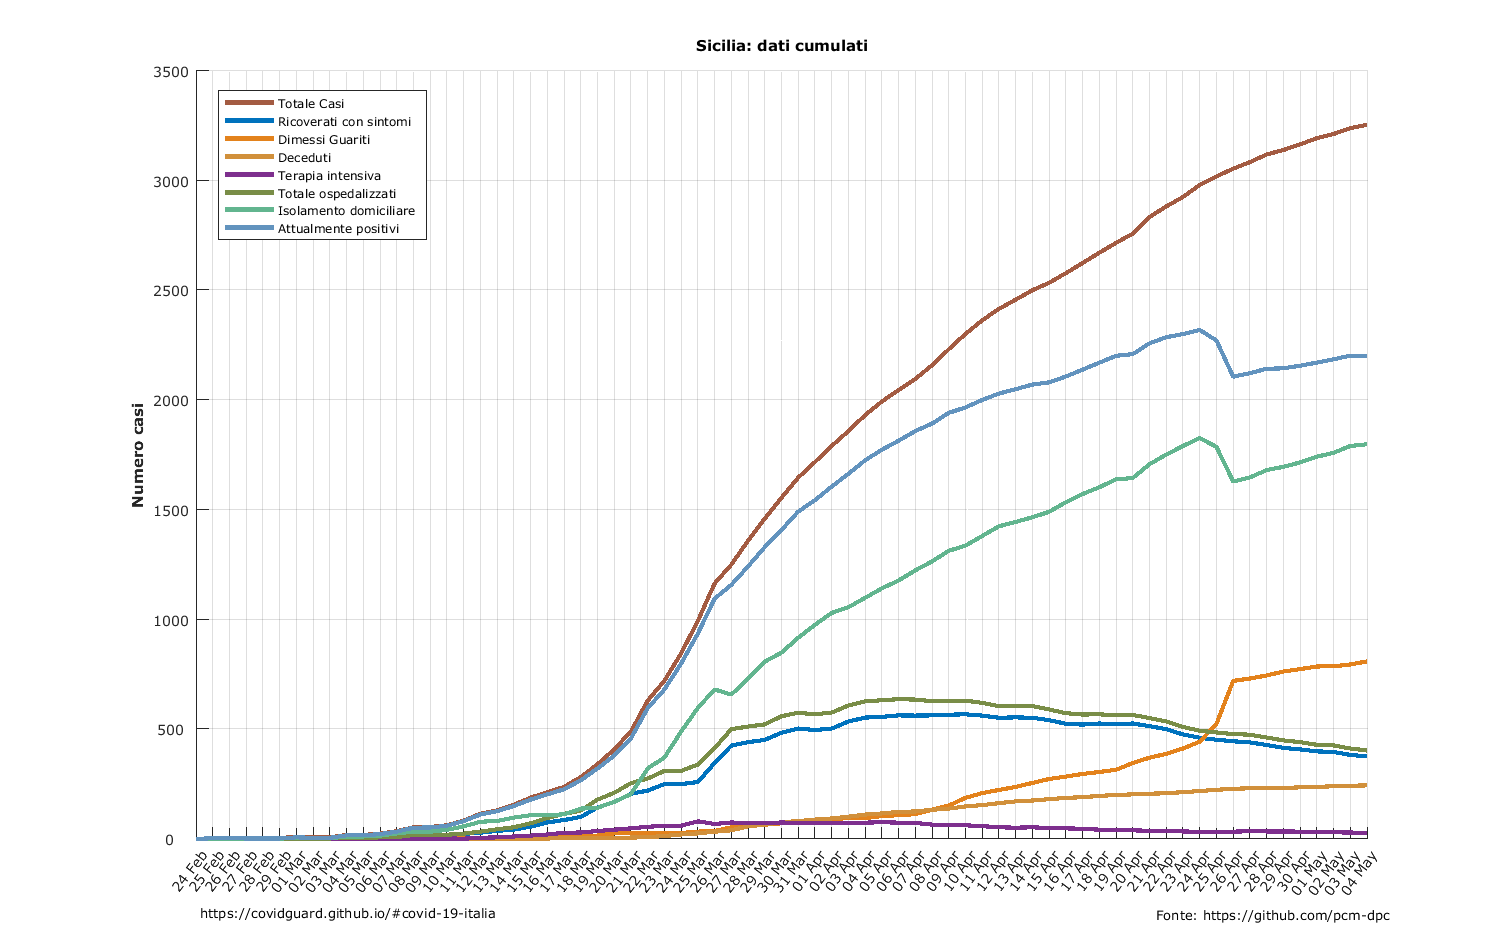 Sicilia: dati cumulati
Numero casi
3500
3000
2500
2000
1500
1000
500
0
Totale Casi
Ricoverati con sintomi
Dimessi Guariti
Deceduti
Terapia intensiva
Totale ospedalizzati
Isolamento domiciliare
Attualmente positivi
24 Feb
25 Feb
26 Feb
27 Feb
28 Feb
29 Feb
01 Mar
02 Mar
03 Mar
04 Mar
05 Mar
06 Mar
07 Mar
08 Mar
09 Mar
10 Mar
11 Mar
12 Mar
13 Mar
14 Mar
15 Mar
16 Mar
17 Mar
18 Mar
19 Mar
20 Mar
21 Mar
22 Mar
23 Mar
24 Mar
25 Mar
26 Mar
27 Mar
28 Mar
29 Mar
30 Mar
31 Mar
01 Apr
02 Apr
03 Apr
04 Apr
05 Apr
06 Apr
07 Apr
08 Apr
09 Apr
10 Apr
11 Apr
12 Apr
13 Apr
14 Apr
15 Apr
16 Apr
17 Apr
18 Apr
19 Apr
20 Apr
21 Apr
22 Apr
23 Apr
24 Apr
25 Apr
26 Apr
27 Apr
28 Apr
29 Apr
30 Apr
01 May
02 May
03 May
04 May
https://covidguard.github.io/#covid-19-italia
Fonte: https://github.com/pcm-dpc